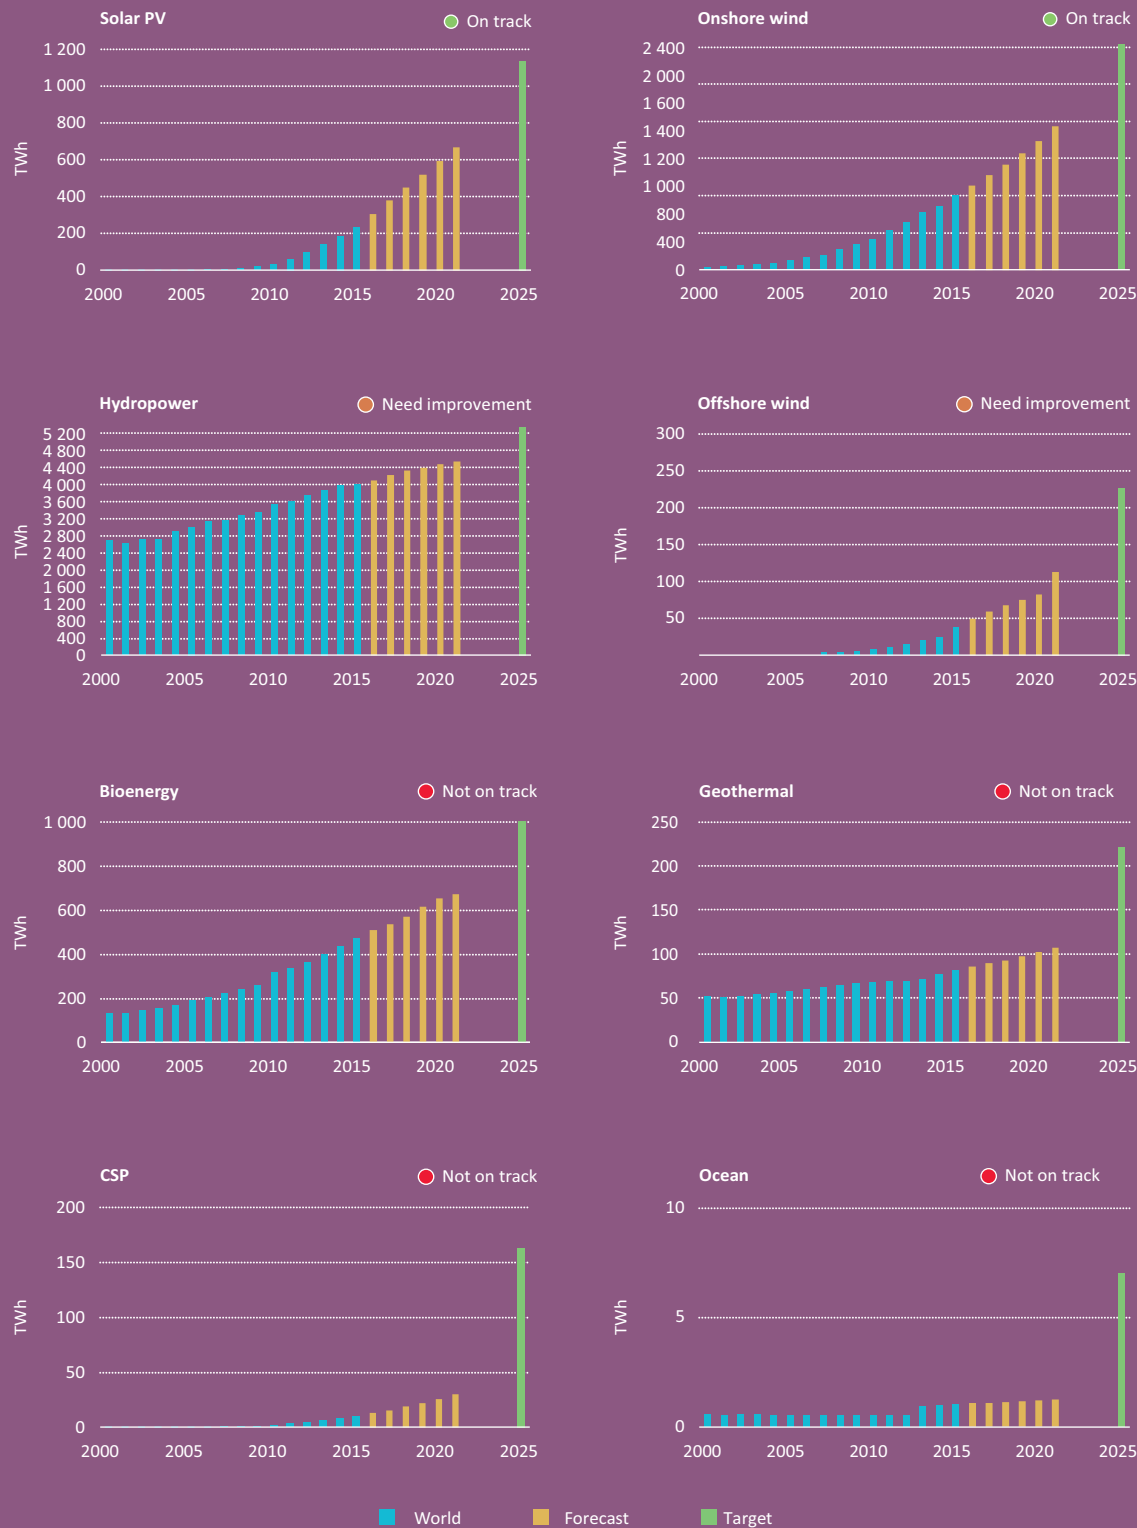 Solar PV
On track
1 200
1 000
800
600
400
200
0
TWh
2000 2005 2010 2015 2020 2025
Onshore wind
On track
2 400
2 000
1 600
1 400
1 200
1 000
800
400
0
TWh
2000 2005 2010 2015 2020 2025
Hydropower
Need improvement
5 200
4 800
4 400
4 000
3 600
3 200
2 800
2 400
2 000
1 600
1 200
800
400
0
TWh
2000 2005 2010 2015 2020 2025
Offshore wind
Need improvement
300
250
200
150
100
50
TWh
2000 2005 2010 2015 2020 2025
Bioenergy
Not on track
1 000
800
600
400
200
0
TWh
2000 2005 2010 2015 2020 2025
Geothermal
Not on track
250
200
150
100
50
0
TWh
2000 2005 2010 2015 2020 2025
CSP
Not on track
200
150
100
50
0
TWh
2000 2005 2010 2015 2020 2025
Ocean
Not on track
10
5
0
TWh
2000 2005 2010 2015 2020 2025
World Forecast Target